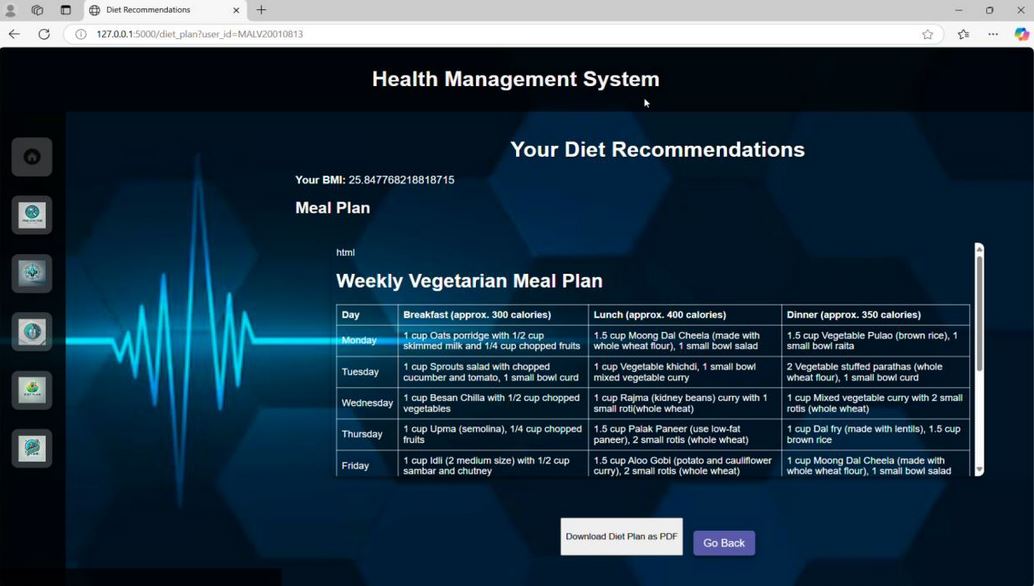 Diet Recommendations
127.0.0.1:5000/diet_plan?user_id=MALV20010813
Health Management System
Your Diet Recommendations
Your BMI: 25.847768218818715
Meal Plan
html
Weekly Vegetarian Meal Plan
Day Breakfast (approx. 300 calories) Lunch (approx. 400 calories) Dinner (approx. 350 calories)
Monday 1 cup Oats porridge with 1/2 cup skimmed milk and 1/4 cup chopped fruits 1.5 cup Moong Dal Cheela (made with whole wheat flour), 1 small bowl salad 1.5 cup Vegetable Pulao (brown rice), 1 small bowl raita
Tuesday 1 cup Sprouts salad with chopped cucumber and tomato, 1 small bowl curd 1 cup Vegetable khichdi, 1 small bowl mixed vegetable curry 2 Vegetable stuffed parathas (whole wheat flour), 1 small bowl curd
Wednesday 1 cup Besan Chilla with 1/2 cup chopped vegetables 1 cup Rajma (kidney beans) curry with 1 small roti(whole wheat) 1 cup Mixed vegetable curry with 2 small rotis (whole wheat)
Thursday 1 cup Upma (semolina), 1/4 cup chopped fruits 1.5 cup Palak Paneer (use low-fat paneer), 2 small rotis (whole wheat) 1 cup Dal fry (made with lentils), 1.5 cup brown rice
Friday 1 cup Idli (2 medium size) with 1/2 cup sambar and chutney 1.5 cup Aloo Gobi (potato and cauliflower curry), 2 small rotis (whole wheat) 1 cup Moong Dal Cheela (made with whole wheat flour), 1 small bowl salad
Download Diet Plan as PDF
Go Back